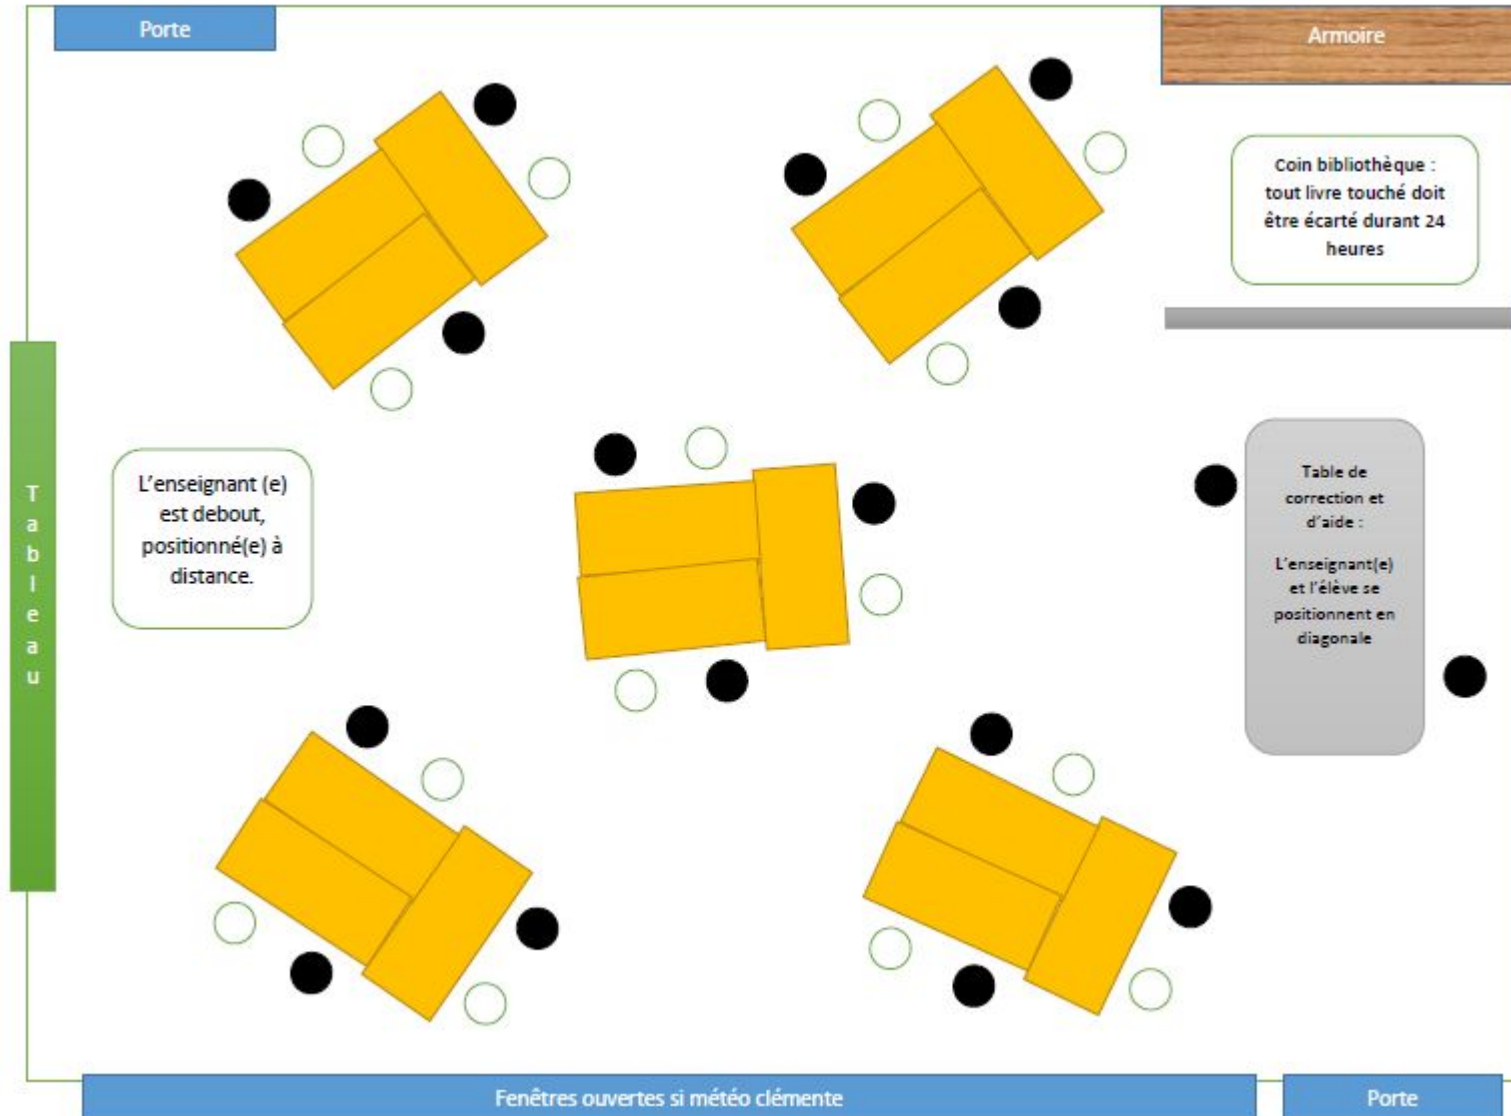 Porte
Armoire
Coin bibliothèque :
tout livre touché doit
être écarté durant 24
heures
Tableau
L'enseignant (e)
est debout,
positionné(e) à
distance.
Table de
correction et
d'aide :
L'enseignant(e)
et l'élève se
positionnent en
diagonale
Fenêtres ouvertes si météo clémente
Porte